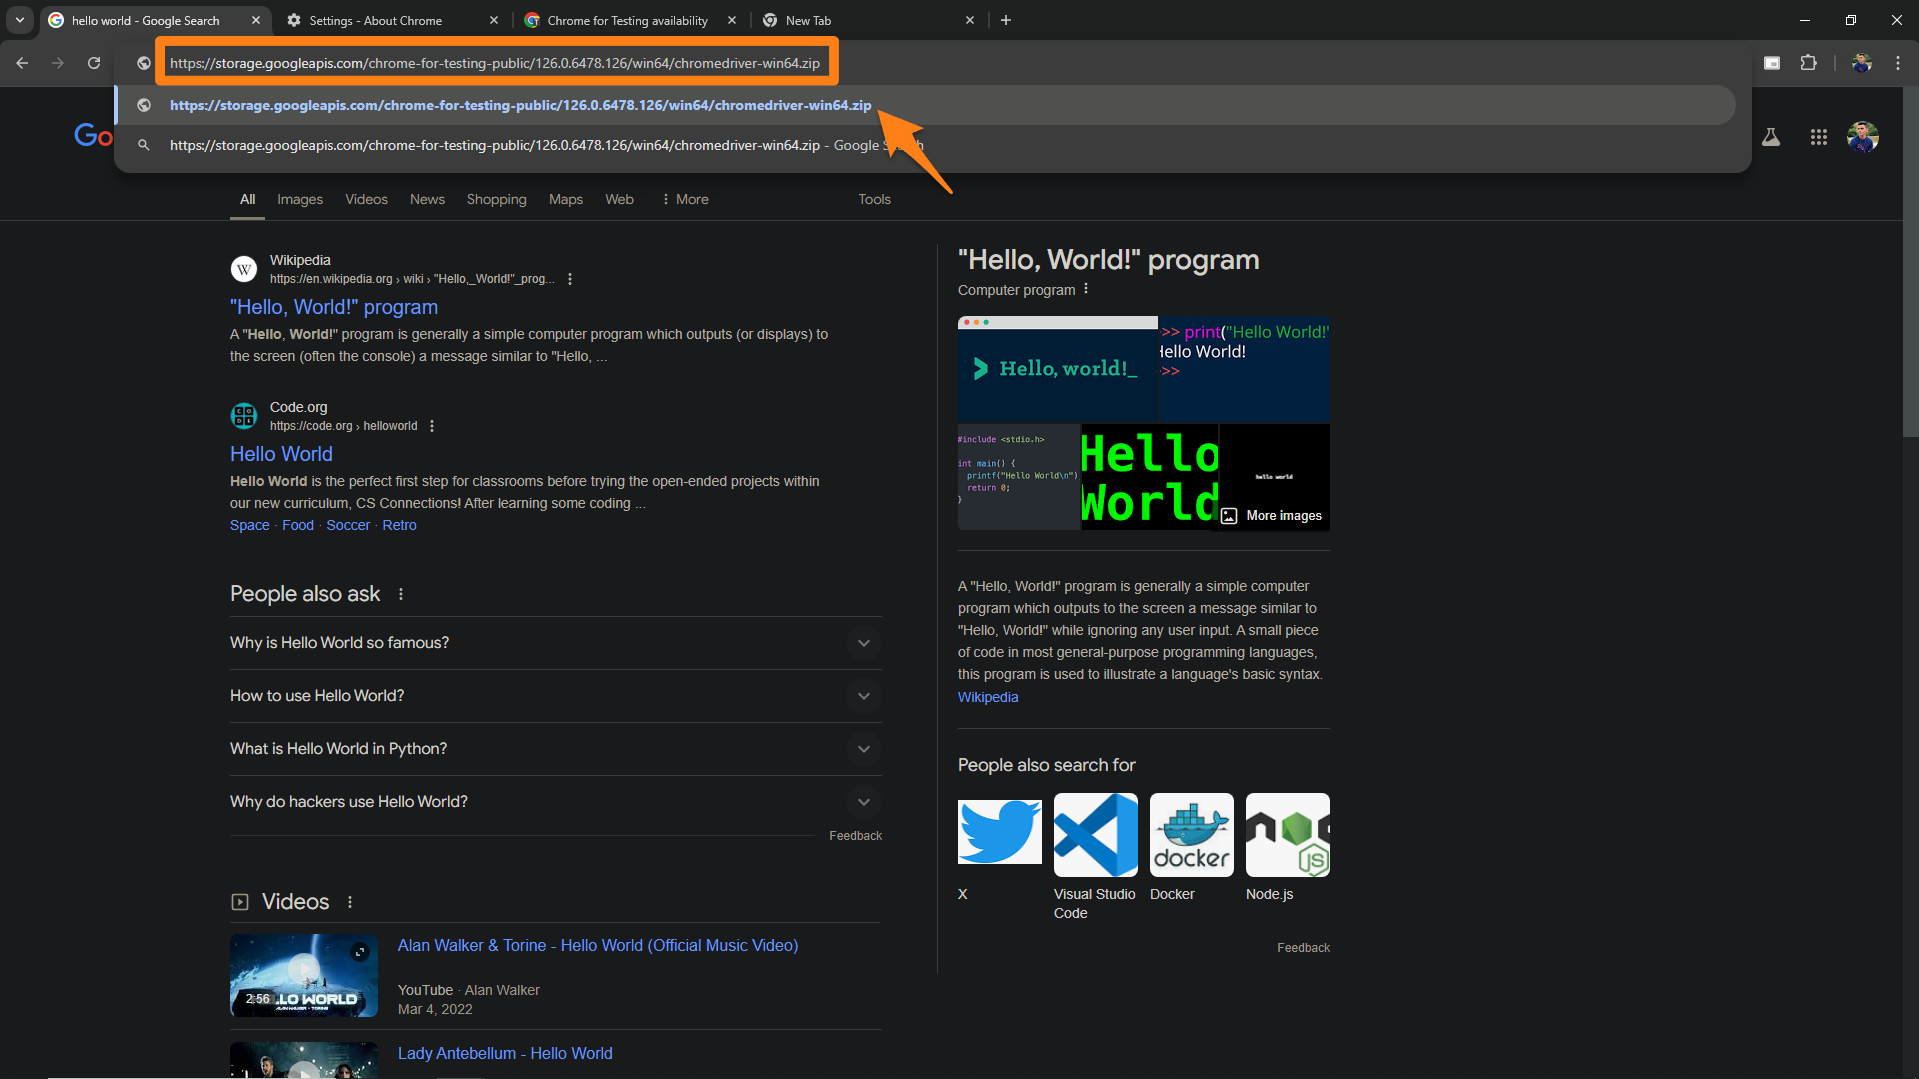 hello world - Google Search
Settings - About Chrome
Chrome for Testing availability
New Tab
https://storage.googleapis.com/chrome-for-testing-public/126.0.6478.126/win64/chromedriver-win64.zip
https://storage.googleapis.com/chrome-for-testing-public/126.0.6478.126/win64/chromedriver-win64.zip
https://storage.googleapis.com/chrome-for-testing-public/126.0.6478.126/win64/chromedriver-win64.zip - Google
Go
All Images Videos News Shopping Maps Web More Tools
W
Wikipedia
https://en.wikipedia.org › wiki › "Hello,_World!"_prog...
"Hello, World!" program
A "Hello, World!" program is generally a simple computer program which outputs (or displays) to
the screen (often the console) a message similar to "Hello, ...
CODE
Code.org
https://code.org › helloworld
Hello World
Hello World is the perfect first step for classrooms before trying the open-ended projects within
our new curriculum, CS Connections! After learning some coding ...
Space · Food · Soccer · Retro
People also ask
Why is Hello World so famous?
How to use Hello World?
What is Hello World in Python?
Why do hackers use Hello World?
Feedback
Videos
2:56
LLO WORLD
ALAN WALKER - TORINE
Alan Walker & Torine - Hello World (Official Music Video)
YouTube · Alan Walker
Mar 4, 2022
Lady Antebellum - Hello World
"Hello, World!" program
Computer program
Hello, world!_
>> print("Hello World!'
Hello World!
>>>
#include <stdio.h>
int main() {
printf("Hello World\n")
return 0;
}
Hello
World
hello world
More images
A "Hello, World!" program is generally a simple computer
program which outputs to the screen a message similar to
"Hello, World!" while ignoring any user input. A small piece
of code in most general-purpose programming languages,
this program is used to illustrate a language's basic syntax.
Wikipedia
People also search for
docker
JS
X
Visual Studio
Code
Docker
Node.js
Feedback